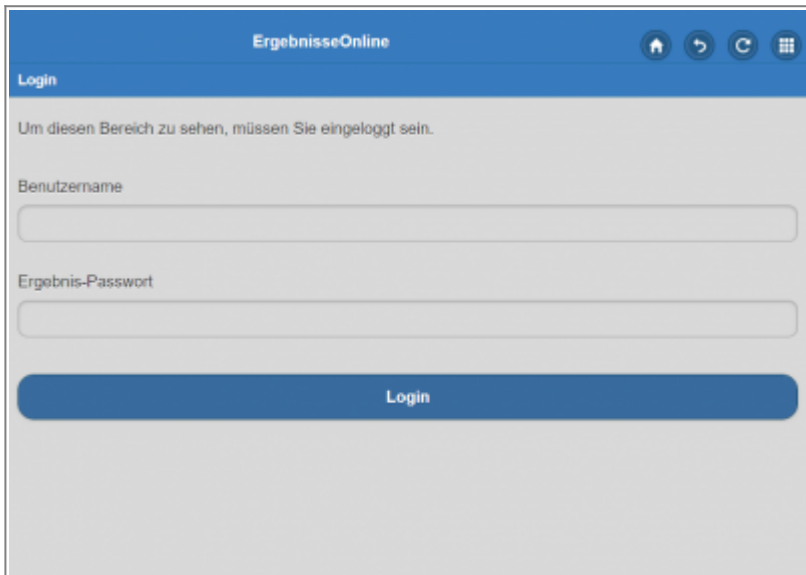 ErgebnisseOnline
Login
Um diesen Bereich zu sehen, müssen Sie eingeloggt sein.
Benutzername
Ergebnis-Passwort
Login